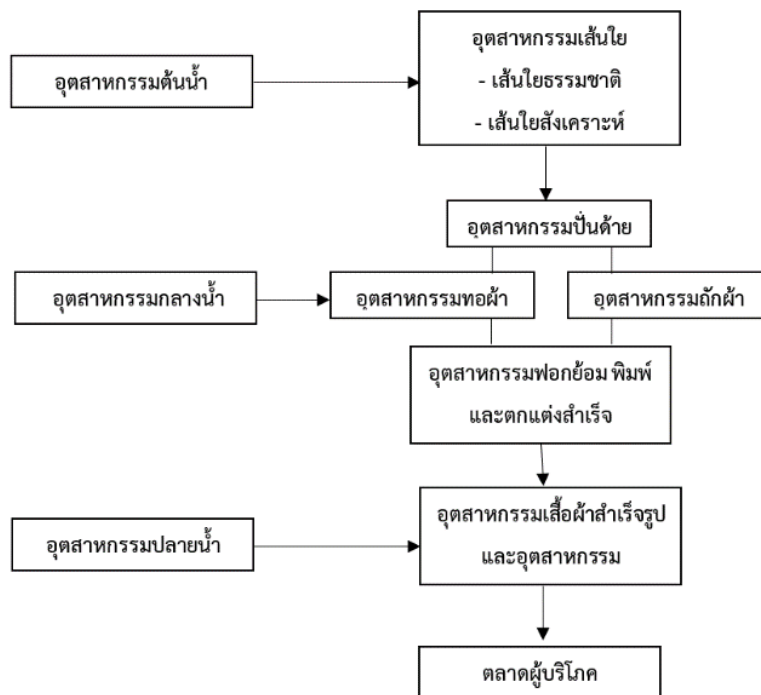 อุตสาหกรรมเส้นใย
- เส้นใยธรรมชาติ
- เส้นใยสังเคราะห์
อุตสาหกรรมต้นน้ำ
อุตสาหกรรมปั่นด้าย
อุตสาหกรรมกลางน้ำ
อุตสาหกรรมทอผ้า
อุตสาหกรรมถักผ้า
อุตสาหกรรมฟอกย้อม พิมพ์
และตกแต่งสำเร็จ
อุตสาหกรรมปลายน้ำ
อุตสาหกรรมเสื้อผ้าสำเร็จรูป
และอุตสาหกรรม
ตลาดผู้บริโภค